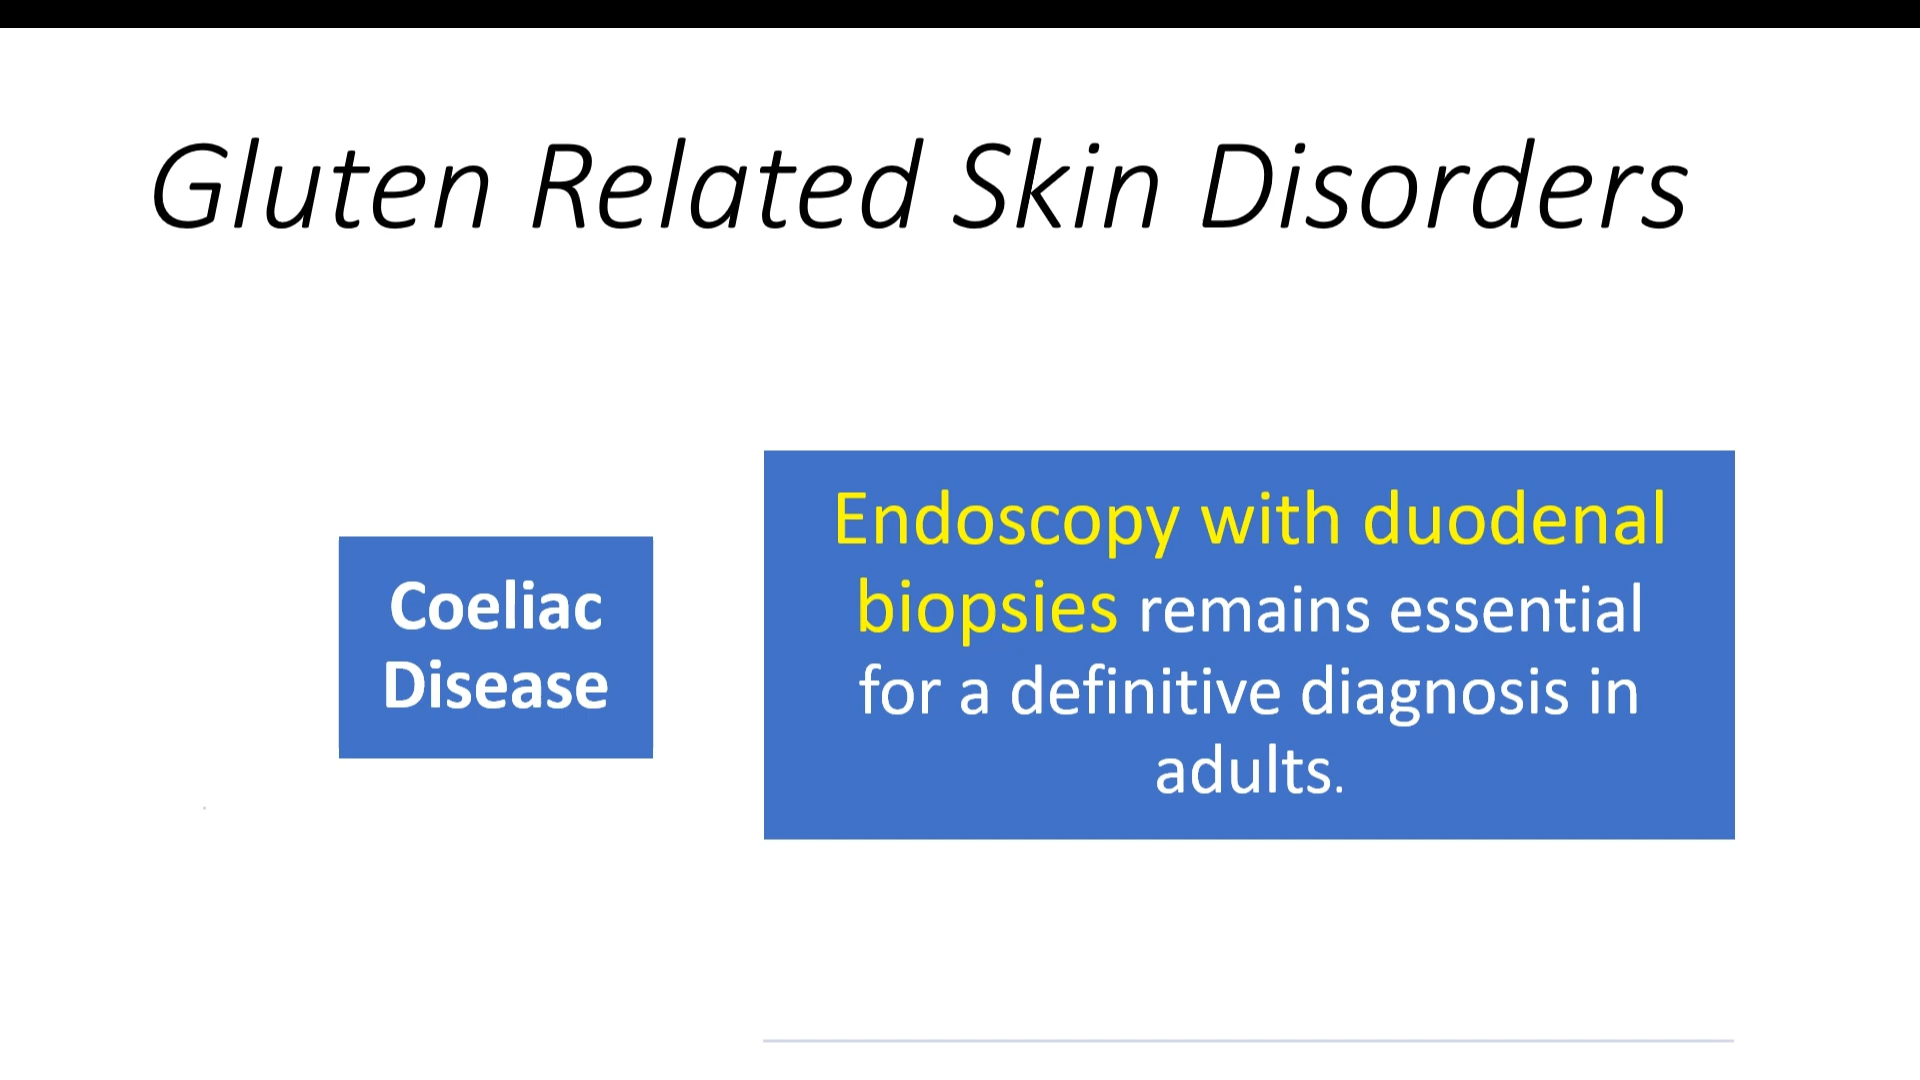 Gluten Related Skin Disorders
Coeliac
Disease
Endoscopy with duodenal
biopsies remains essential
for a definitive diagnosis in
adults.